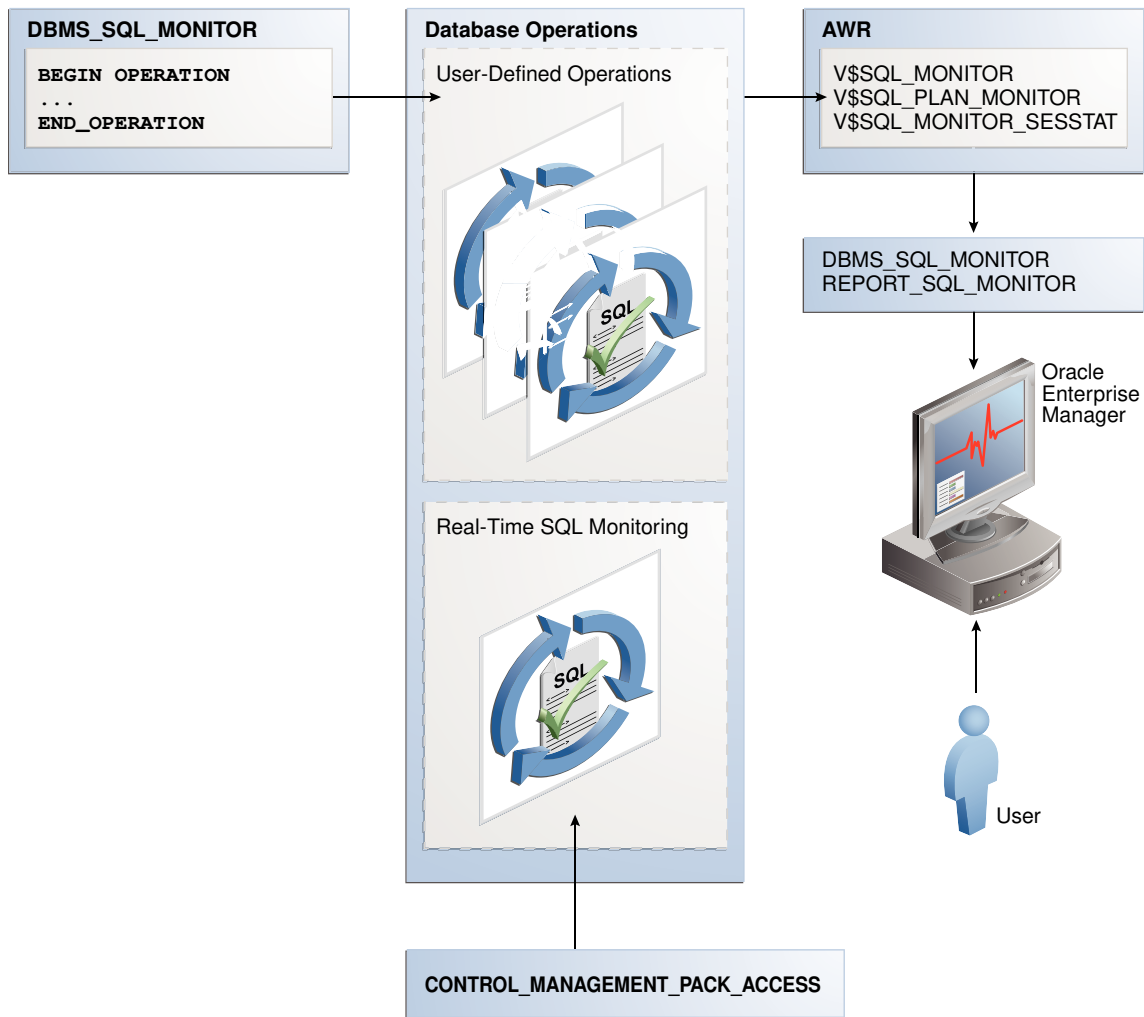 DBMS_SQL_MONITOR
BEGIN OPERATION
...
END_OPERATION
Database Operations
User-Defined Operations
SQL
Real-Time SQL Monitoring
SQL
CONTROL_MANAGEMENT_PACK_ACCESS
AWR
V$SQL_MONITOR
V$SQL_PLAN_MONITOR
V$SQL_MONITOR_SESSTAT
DBMS_SQL_MONITOR
REPORT_SQL_MONITOR
Oracle
Enterprise
Manager
User